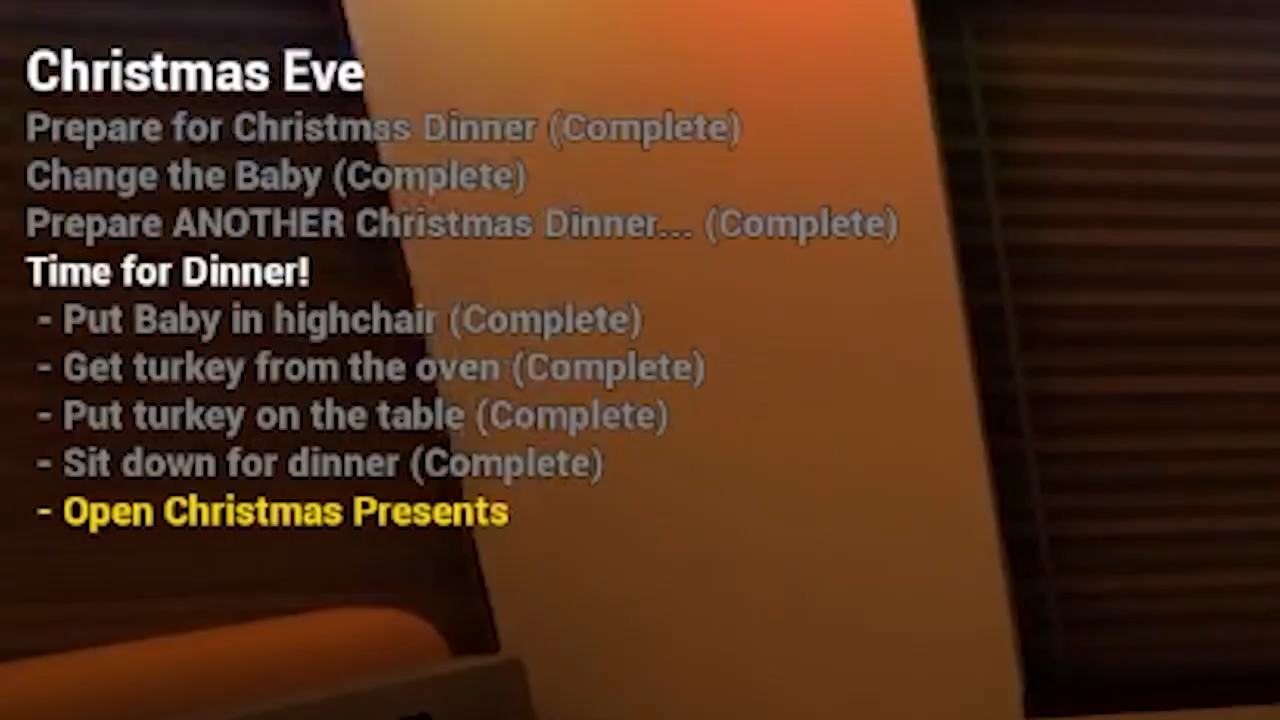 Christmas Eve
Prepare for Christmas Dinner (Complete)
Change the Baby (Complete)
Prepare ANOTHER Christmas Dinner... (Complete)
Time for Dinner!
- Put Baby in highchair (Complete)
- Get turkey from the oven (Complete)
- Put turkey on the table (Complete)
- Sit down for dinner (Complete)
- Open Christmas Presents